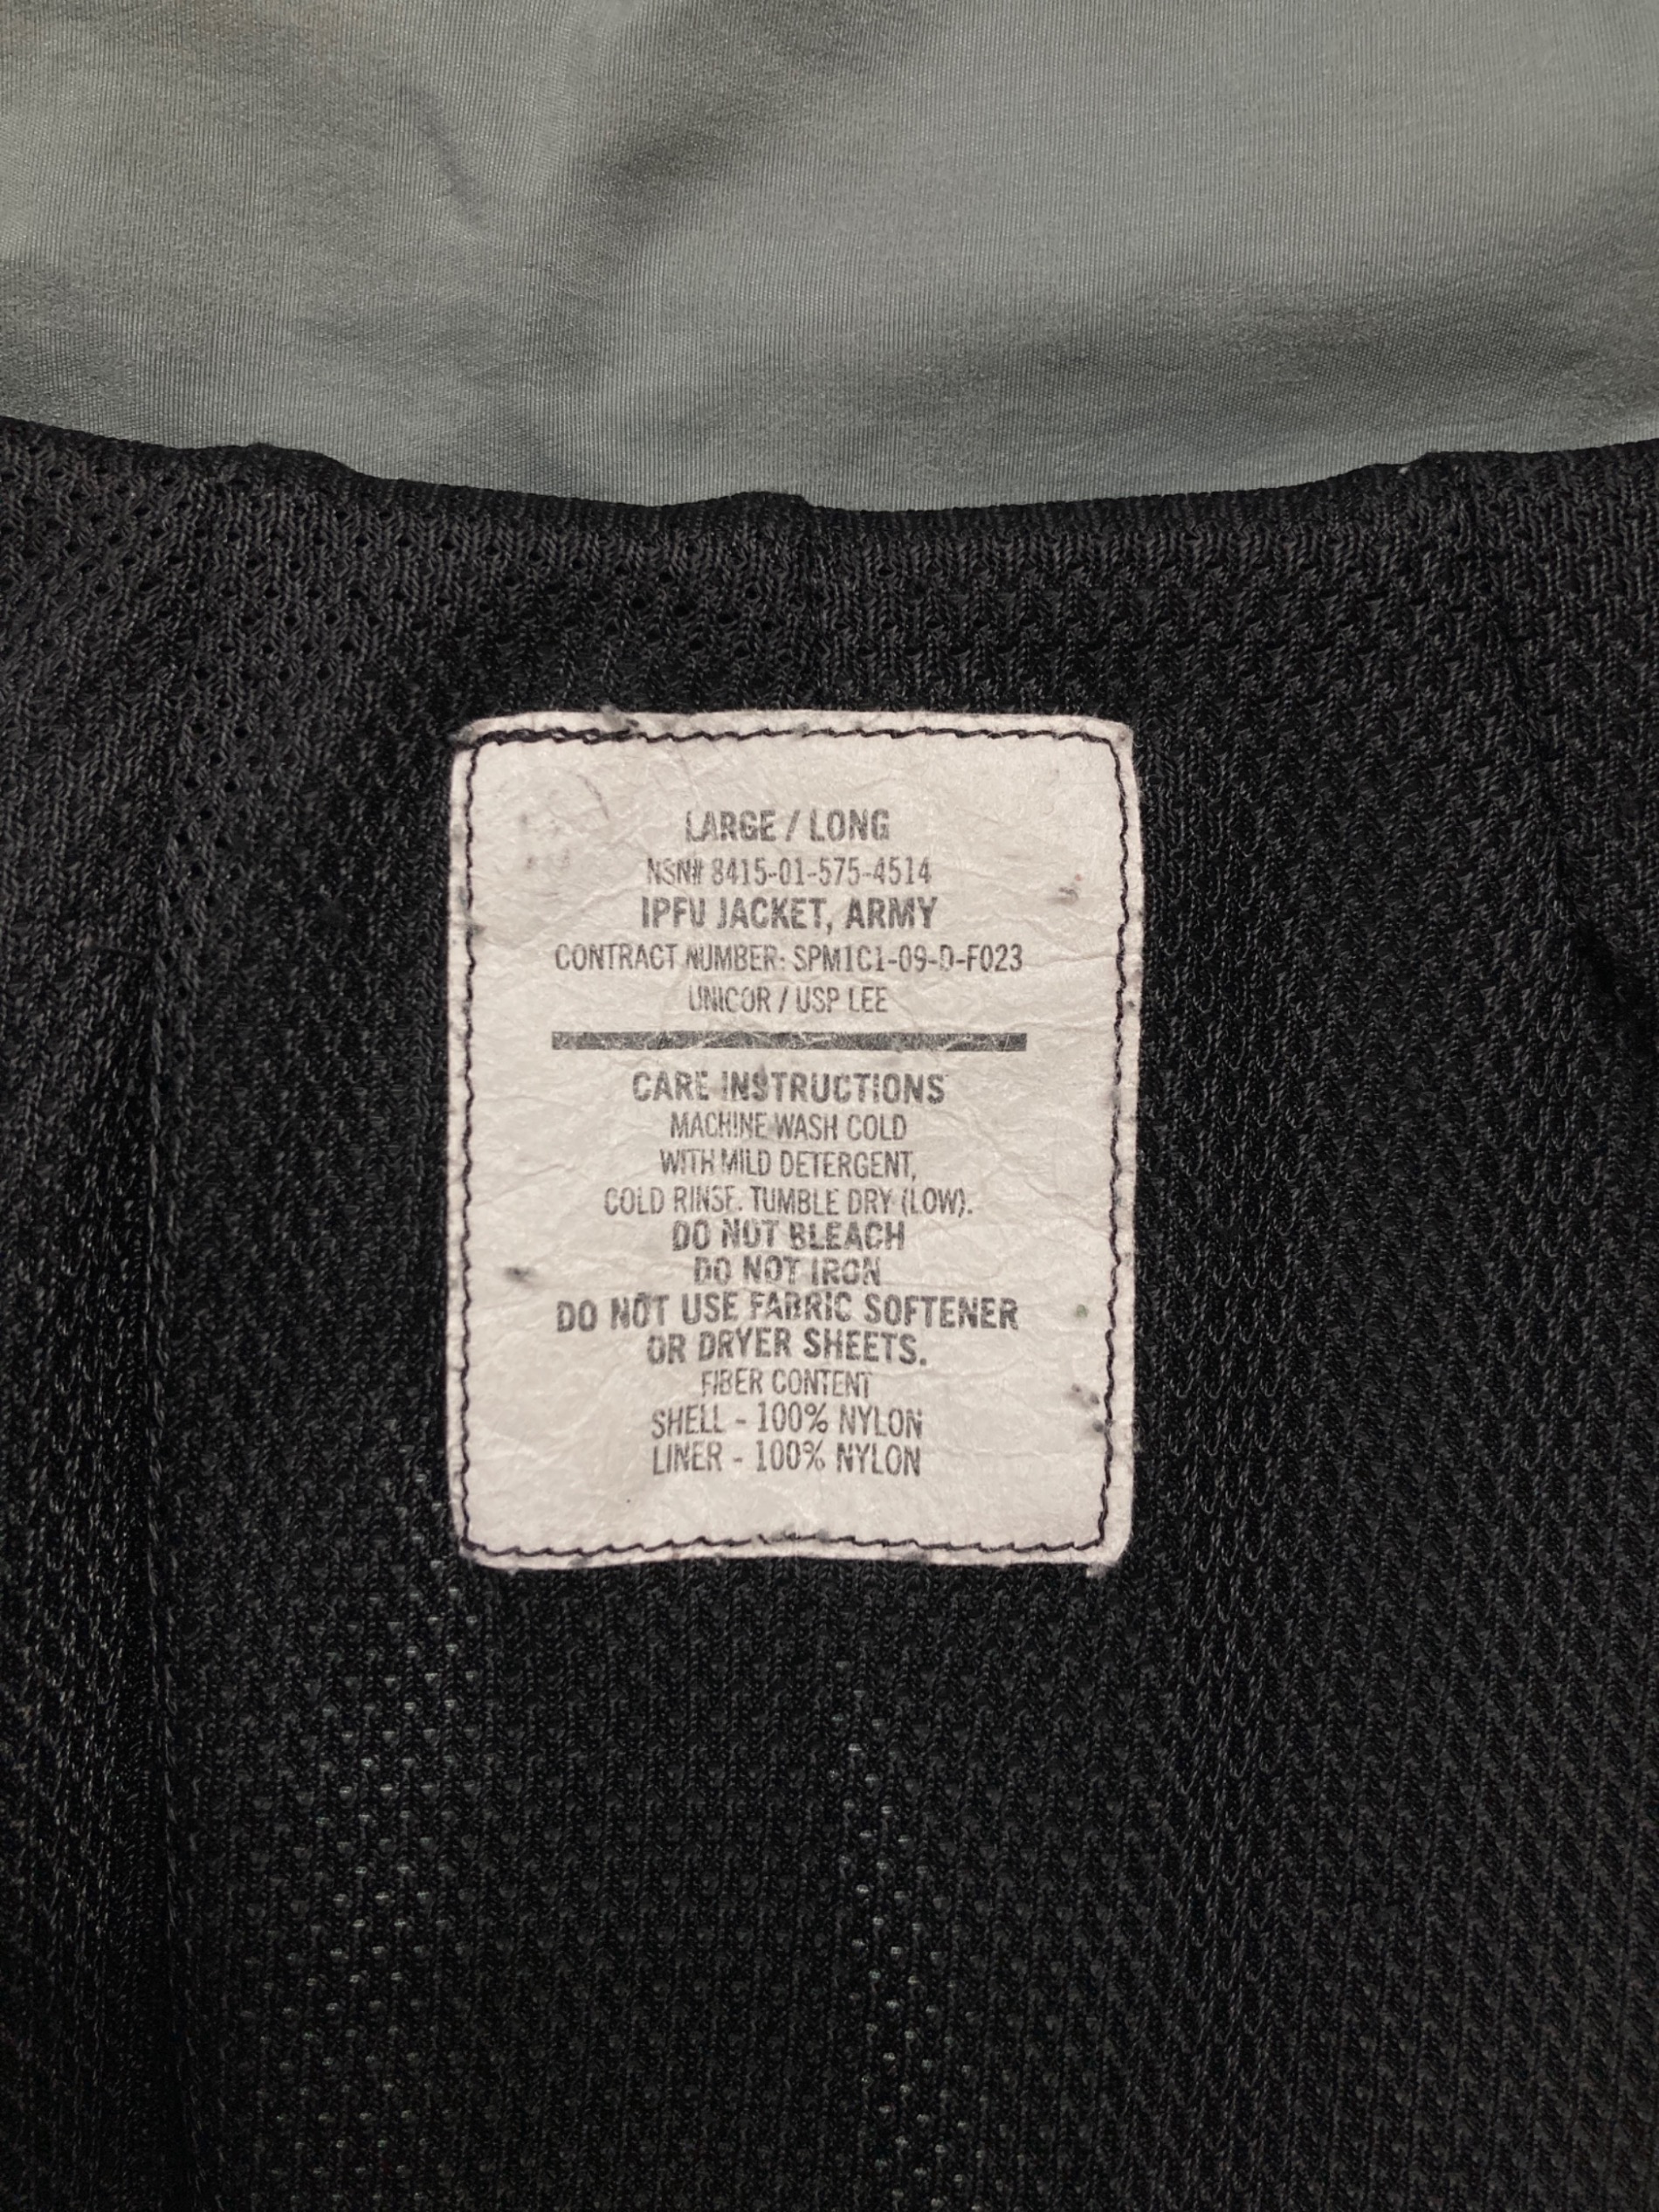 LARGE / LONG
NSN# 8415-01-575-4514
IPFU JACKET, ARMY
CONTRACT NUMBER: SPM1C1-09-D-F023
UNICOR / USP LEE
CARE INSTRUCTIONS
MACHINE WASH COLD
WITH MILD DETERGENT,
COLD RINSE. TUMBLE DRY (LOW).
DO NOT BLEACH
DO NOT IRON
DO NOT USE FABRIC SOFTENER
OR DRYER SHEETS.
FIBER CONTENT
SHELL - 100% NYLON
LINER - 100% NYLON